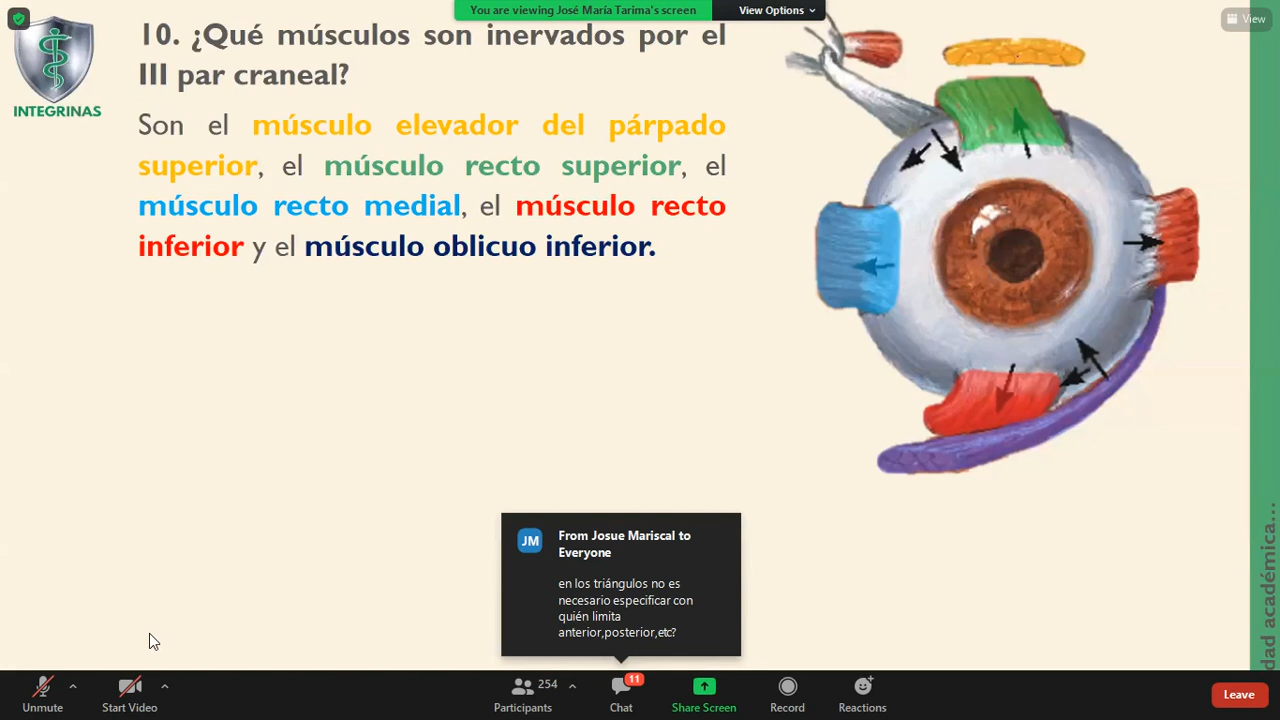 You are viewing José María Tarima's screen
View Options
View
INTEGRINAS
10. ¿Qué músculos son inervados por el
III par craneal?
Son el músculo elevador del párpado
superior, el músculo recto superior, el
músculo recto medial, el músculo recto
inferior y el músculo oblicuo inferior.
dad académica...
JM
From Josue Mariscal to
Everyone
en los triángulos no es
necesario especificar con
quién limita
anterior,posterior,etc?
Unmute
Start Video
254
Participants
11
Chat
Share Screen
Record
Reactions
Leave